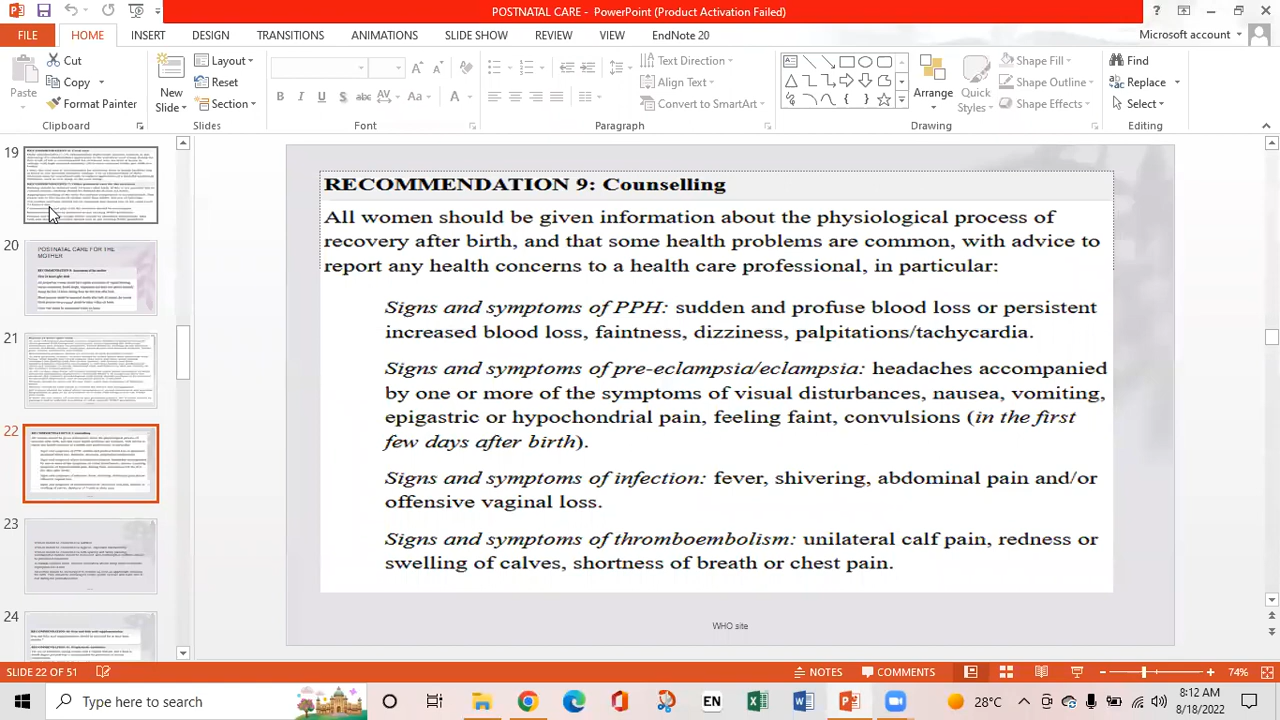 POSTNATAL CARE - PowerPoint (Product Activation Failed)
FILE HOME INSERT DESIGN TRANSITIONS ANIMATIONS SLIDE SHOW REVIEW VIEW EndNote 20 Microsoft account
Paste
Cut
Copy
Format Painter
Clipboard
New
Slide
Layout
Reset
Section
Slides
Font
Text Direction
Align Text
Convert to SmartArt
Paragraph
Arrange
Quick
Styles
Shape Fill
Shape Outline
Shape Effects
Drawing
Find
Replace
Select
Editing
19
20
POSTNATAL CARE FOR THE
MOTHER
21
22
23
24
RECOMMENDATION 9: Counselling
All women should be given information about the physiological process of
recovery after birth, and that some health problems are common, with advice to
report any health concerns to a health care professional, in particular:
Signs and symptoms of PPH: sudden and profuse blood loss or persistent
increased blood loss, faintness, dizziness, palpitations/tachycardia.
Signs and symptoms of pre-eclampsia/eclampsia: headaches accompanied
by one or more of the symptoms of visual disturbances, nausea, vomiting,
epigastric or hypochondrial pain, feeling faint, convulsions (in the first
few days after birth).
Signs and symptoms of infection: fever, shivering, abdominal pain and/or
offensive vaginal loss.
Signs and symptoms of thromboembolism: unilateral calf pain, redness or
swelling of calves, shortness of breath or chest pain.
WHO site
SLIDE 22 OF 51 NOTES COMMENTS 74%
Type here to search EN 28°C 8:12 AM
8/18/2022